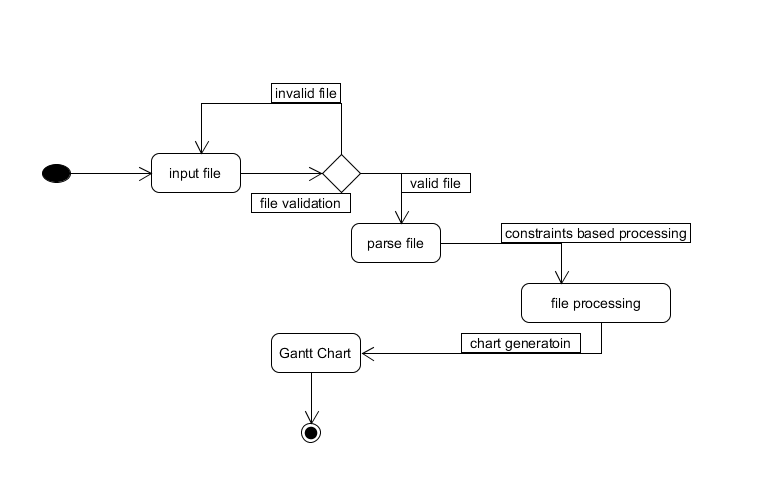 invalid file
input file
file validation
valid file
parse file
constraints based processing
file processing
chart generatoin
Gantt Chart